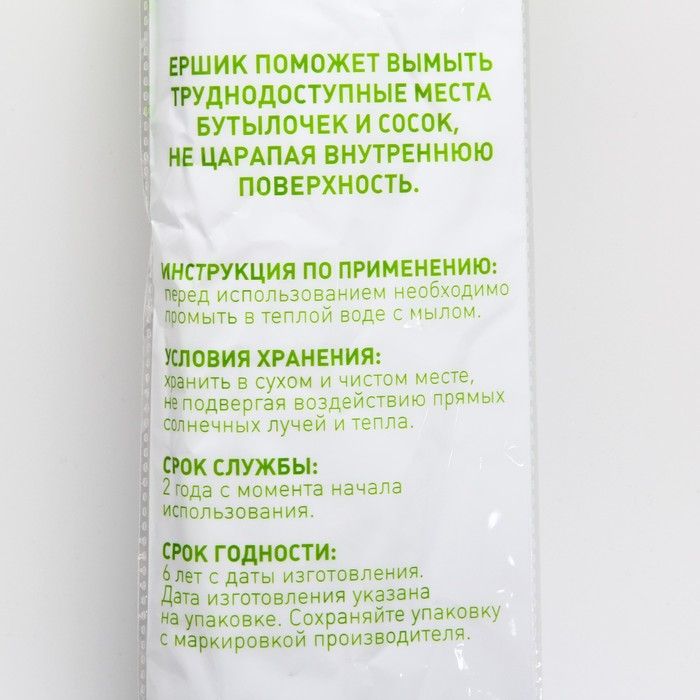 ЕРШИК ПОМОЖЕТ ВЫМЫТЬ
ТРУДНОДОСТУПНЫЕ МЕСТА
БУТЫЛОЧЕК И СОСОК,
НЕ ЦАРАПАЯ ВНУТРЕННЮЮ
ПОВЕРХНОСТЬ.
ИНСТРУКЦИЯ ПО ПРИМЕНЕНИЮ:
перед использованием необходимо
промыть в теплой воде с мылом.
УСЛОВИЯ ХРАНЕНИЯ:
хранить в сухом и чистом месте,
не подвергая воздействию прямых
солнечных лучей и тепла.
СРОК СЛУЖБЫ:
2 года с момента начала
использования.
СРОК ГОДНОСТИ:
6 лет с даты изготовления.
Дата изготовления указана
на упаковке. Сохраняйте упаковку
с маркировкой производителя.